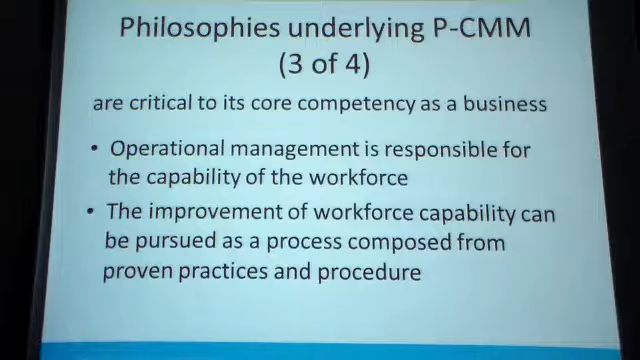 Philosophies underlying P-CMM
(3 of 4)
are critical to its core competency as a business
• Operational management is responsible for
the capability of the workforce
• The improvement of workforce capability can
be pursued as a process composed from
proven practices and procedure